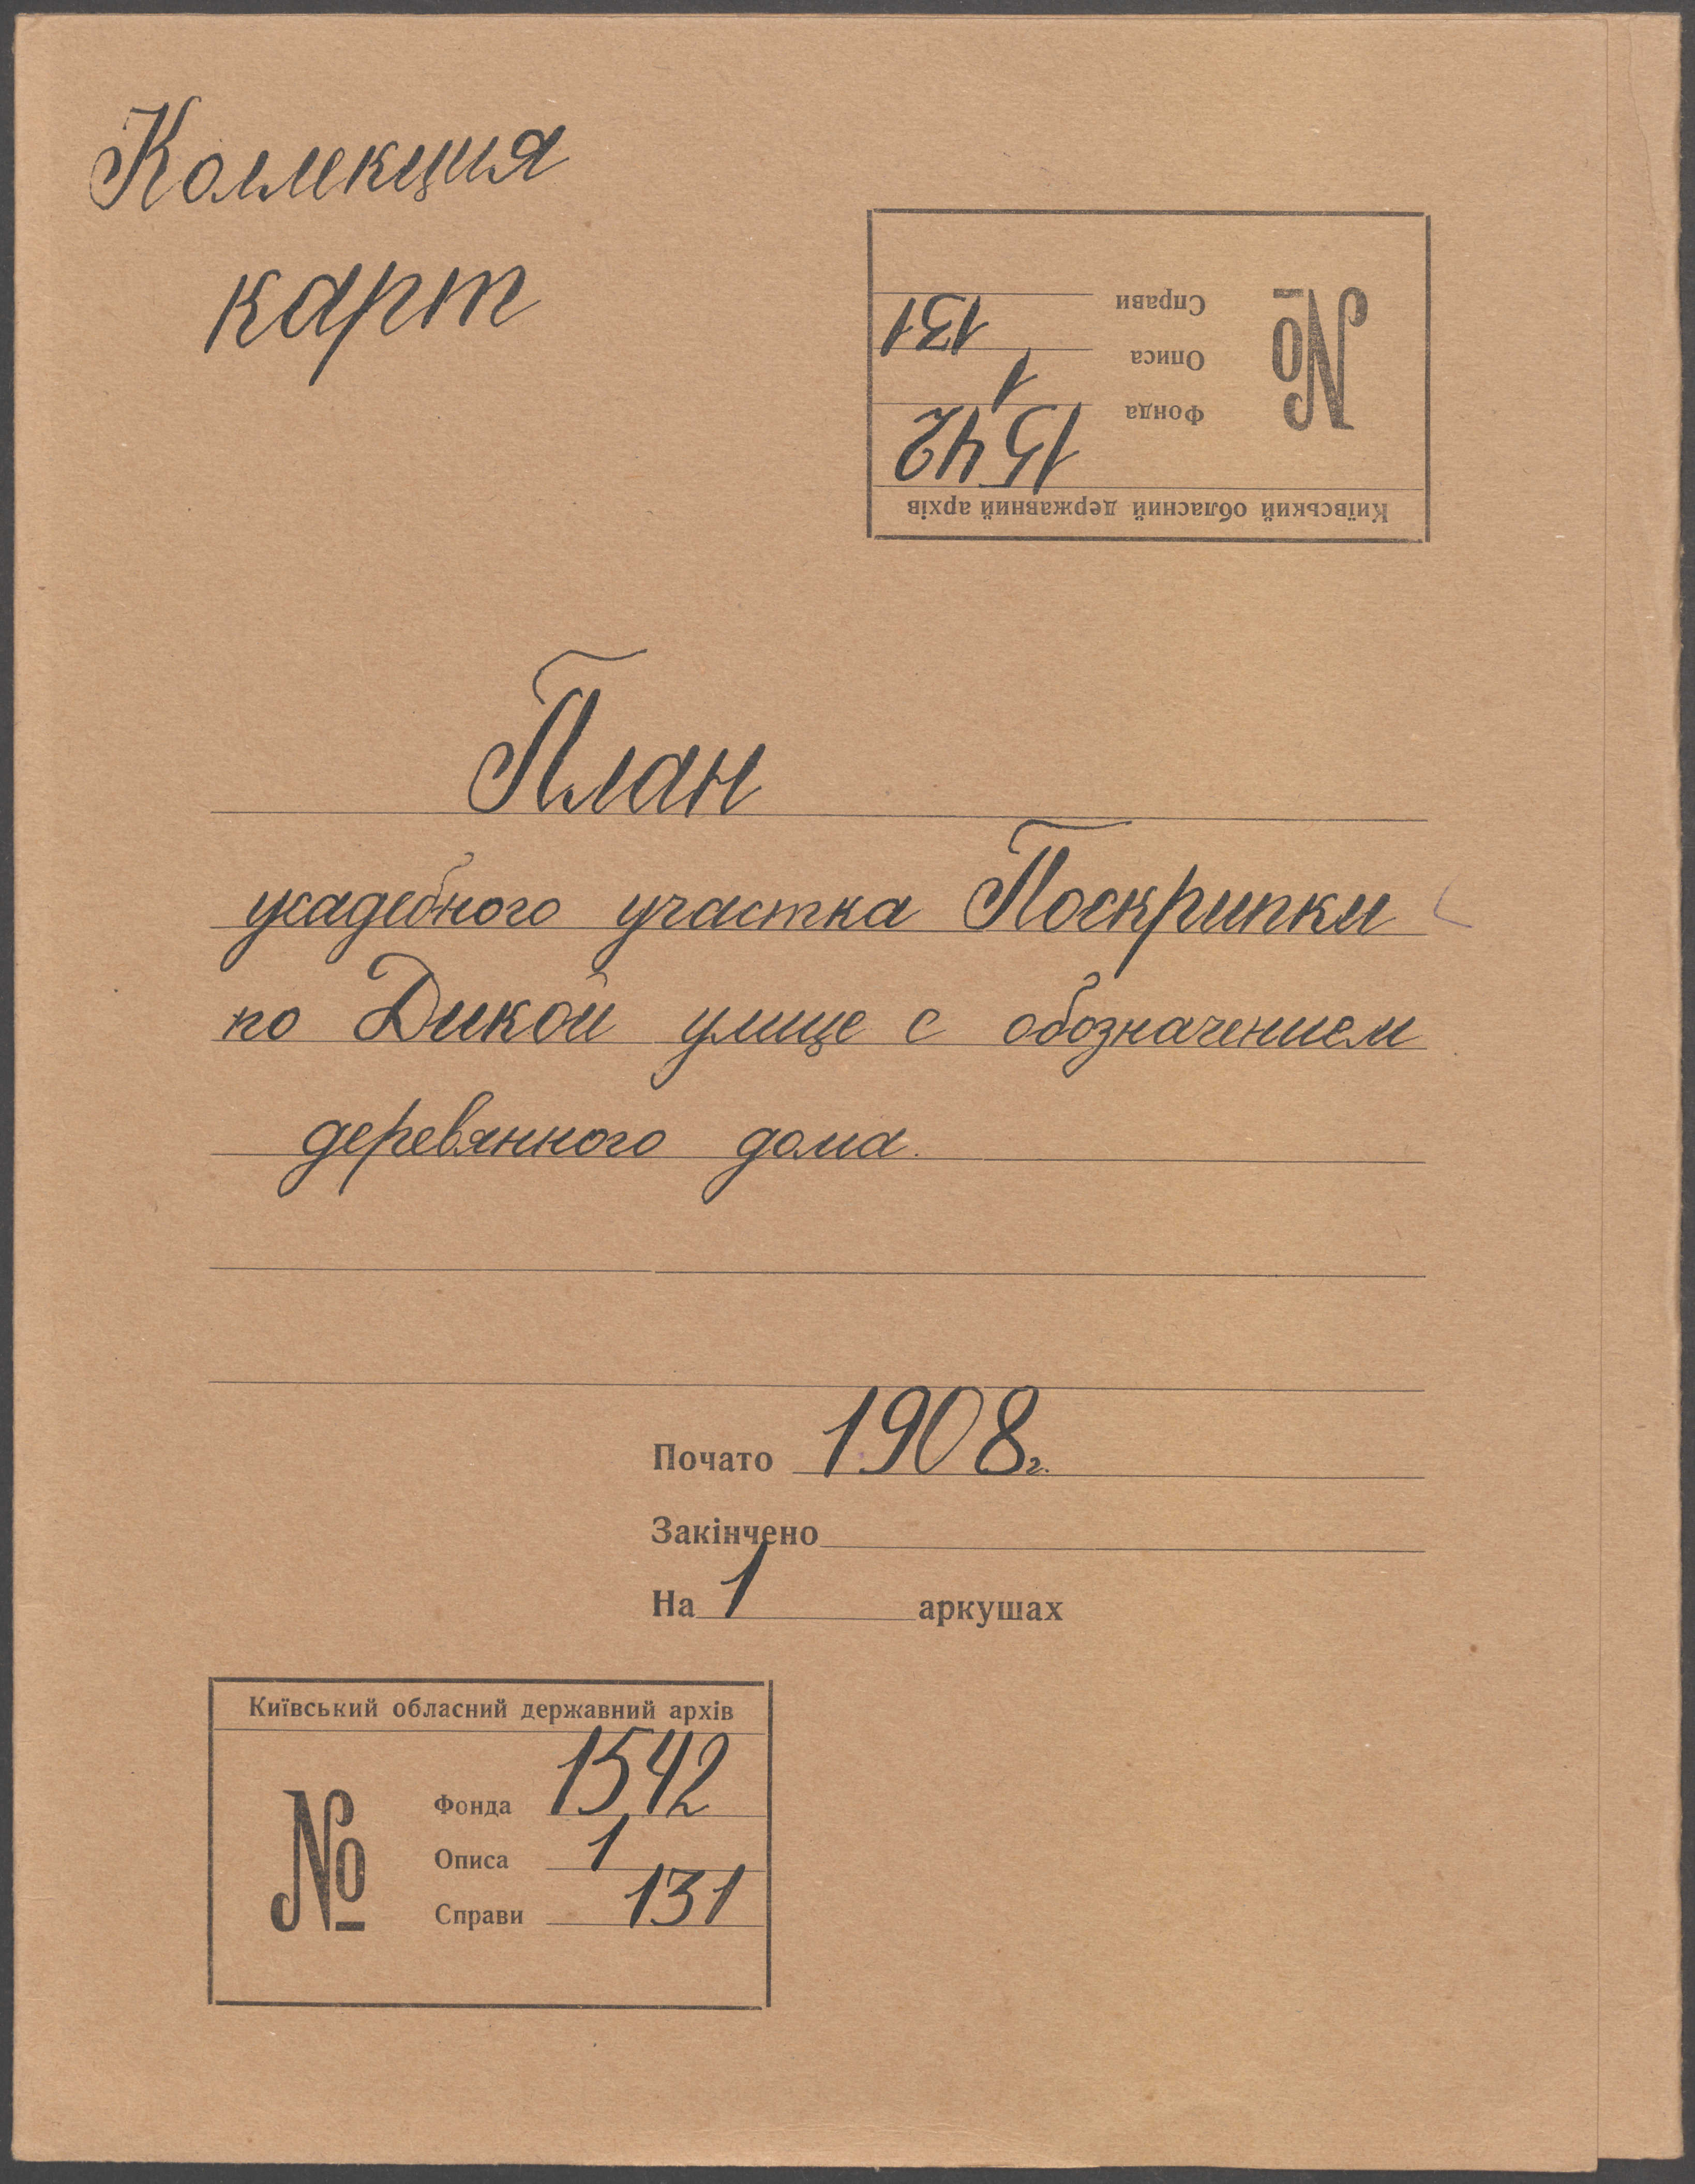 Коллекция
карт
Київський обласний державний архів
№
Фонда 1542
Описа 1
Справи 131
План
усадебного участка Поскрипки
по Дикой улице с обозначением
деревянного дома.
Почато 1908 г.
Закінчено
На 1 аркушах
Київський обласний державний архів
№
Фонда 1542
Описа 1
Справи 131